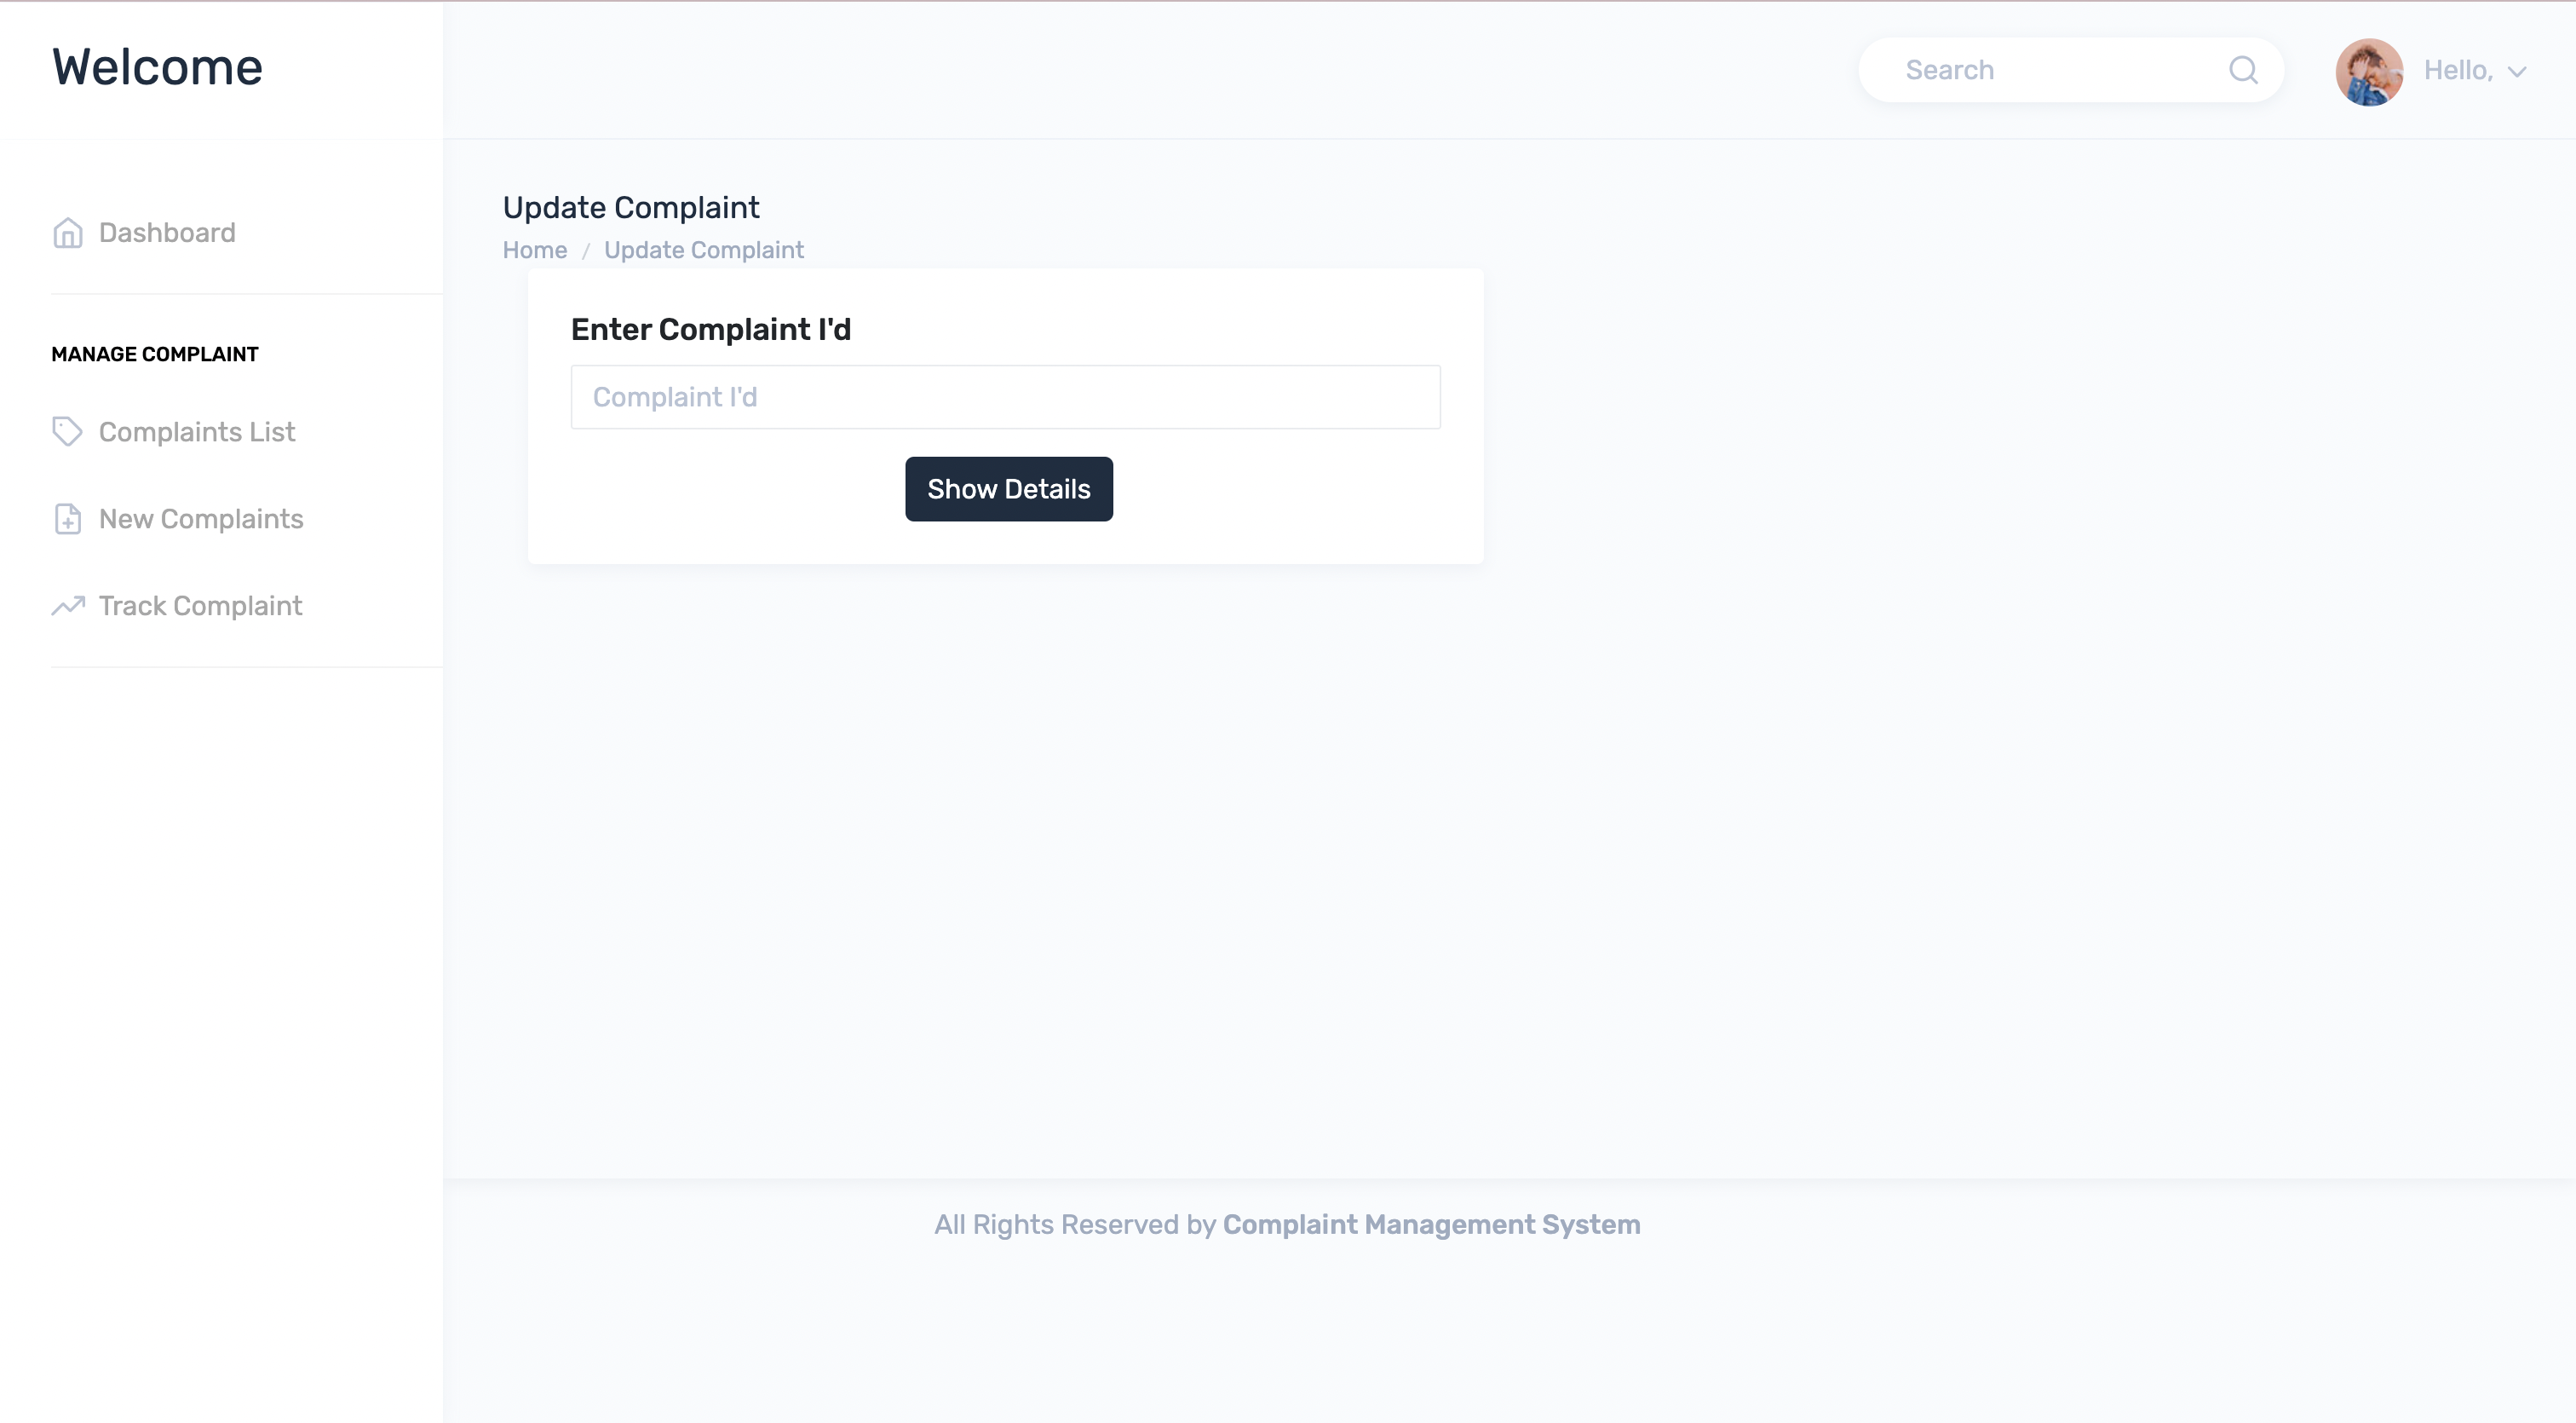 Welcome
Search
Hello,
Dashboard
MANAGE COMPLAINT
Complaints List
New Complaints
Track Complaint
Update Complaint
Home / Update Complaint
Enter Complaint I'd
Complaint I'd
Show Details
All Rights Reserved by Complaint Management System